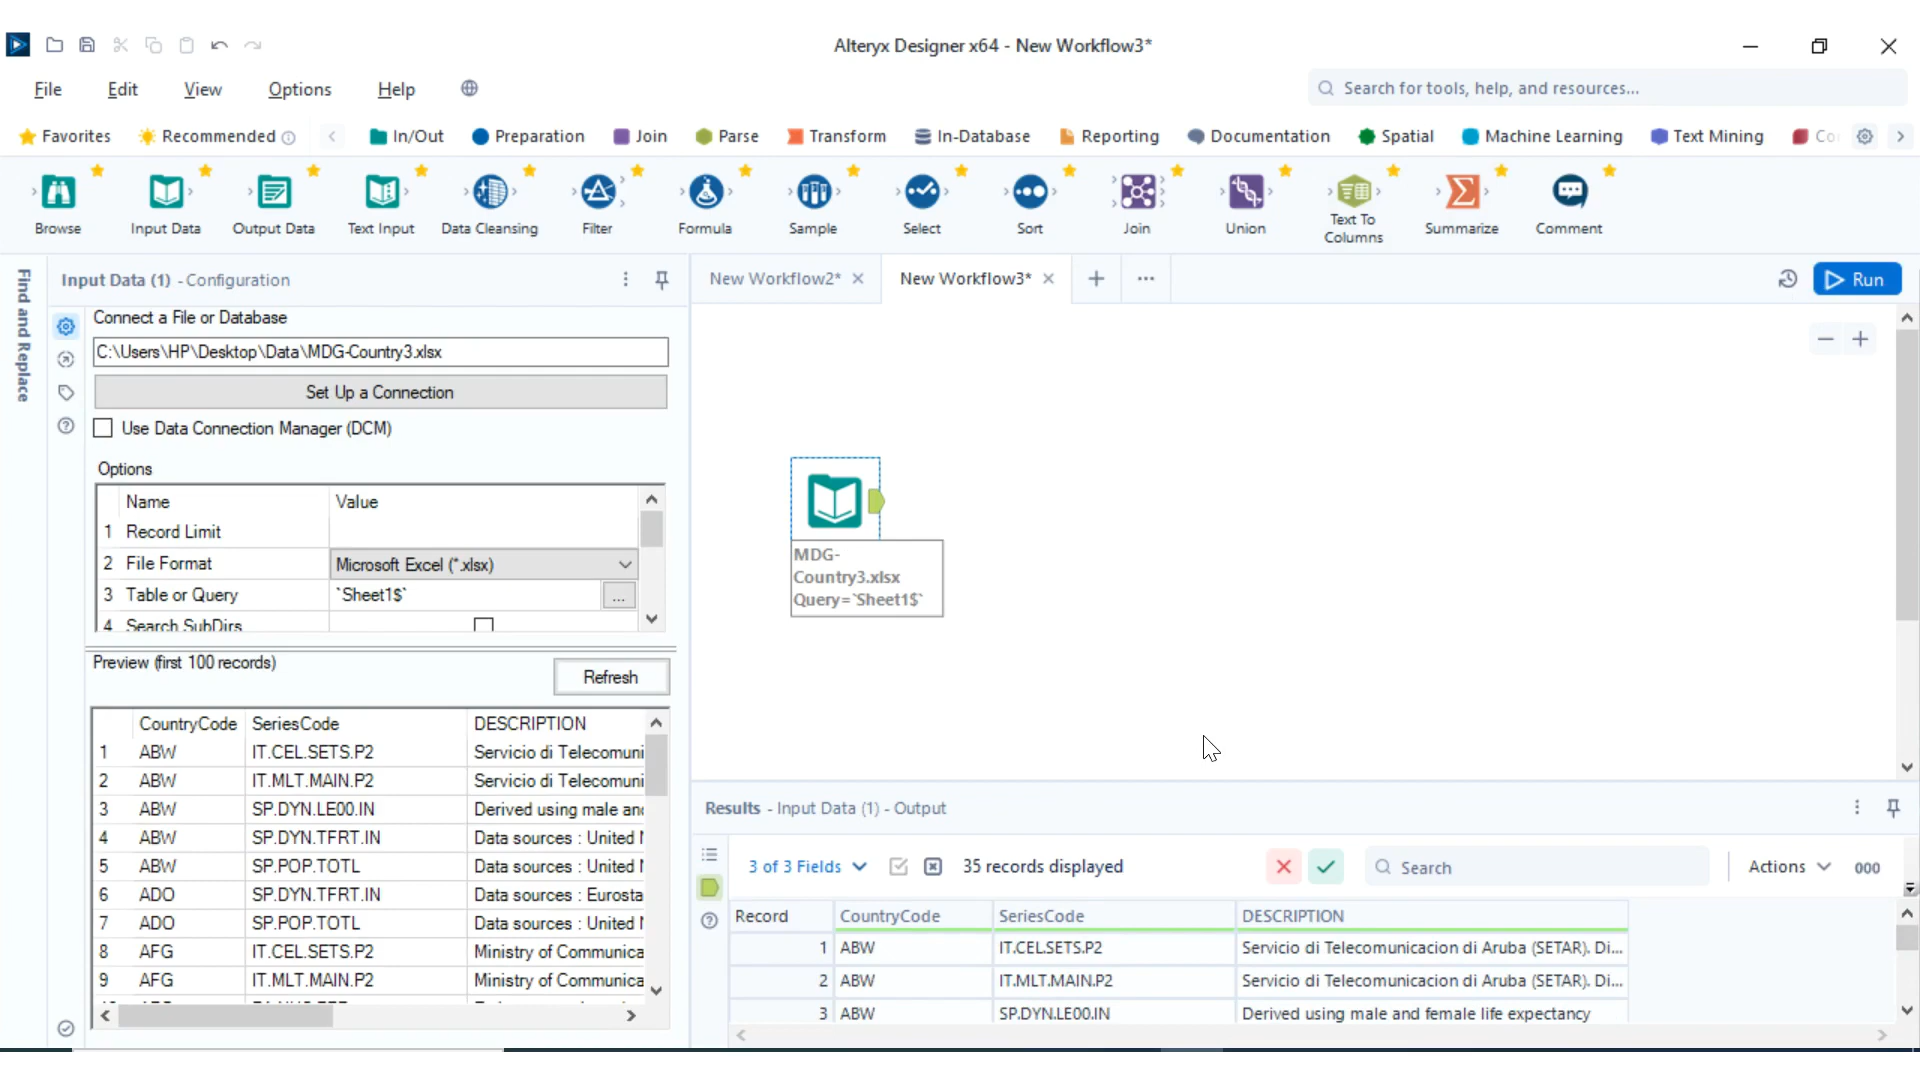 Alteryx Designer x64 - New Workflow3*
File Edit View Options Help
Search for tools, help, and resources...
Favorites Recommended In/Out Preparation Join Parse Transform In-Database Reporting Documentation Spatial Machine Learning Text Mining
Browse Input Data Output Data Text Input Data Cleansing Filter Formula Sample Select Sort Join Union Text To Columns Summarize Comment
Find and Replace
Input Data (1) - Configuration
Connect a File or Database
C:\Users\HP\Desktop\Data\MDG-Country3.xlsx
Set Up a Connection
Use Data Connection Manager (DCM)
Options
Name Value
1 Record Limit
2 File Format Microsoft Excel (*.xlsx)
3 Table or Query `Sheet1$` ...
4 Search SubDirs
Preview (first 100 records)
Refresh
CountryCode SeriesCode DESCRIPTION
1 ABW IT.CEL.SETS.P2 Servicio di Telecomuni
2 ABW IT.MLT.MAIN.P2 Servicio di Telecomuni
3 ABW SP.DYN.LE00.IN Derived using male and
4 ABW SP.DYN.TFRT.IN Data sources : United N
5 ABW SP.POP.TOTL Data sources : United N
6 ADO SP.DYN.TFRT.IN Data sources : Eurosta
7 ADO SP.POP.TOTL Data sources : United N
8 AFG IT.CEL.SETS.P2 Ministry of Communica
9 AFG IT.MLT.MAIN.P2 Ministry of Communica
New Workflow2* New Workflow3*
Run
MDG-
Country3.xlsx
Query=`Sheet1$`
Results - Input Data (1) - Output
3 of 3 Fields 35 records displayed Search Actions 000
Record CountryCode SeriesCode DESCRIPTION
1 ABW IT.CEL.SETS.P2 Servicio di Telecomunicacion di Aruba (SETAR). Di...
2 ABW IT.MLT.MAIN.P2 Servicio di Telecomunicacion di Aruba (SETAR). Di...
3 ABW SP.DYN.LE00.IN Derived using male and female life expectancy